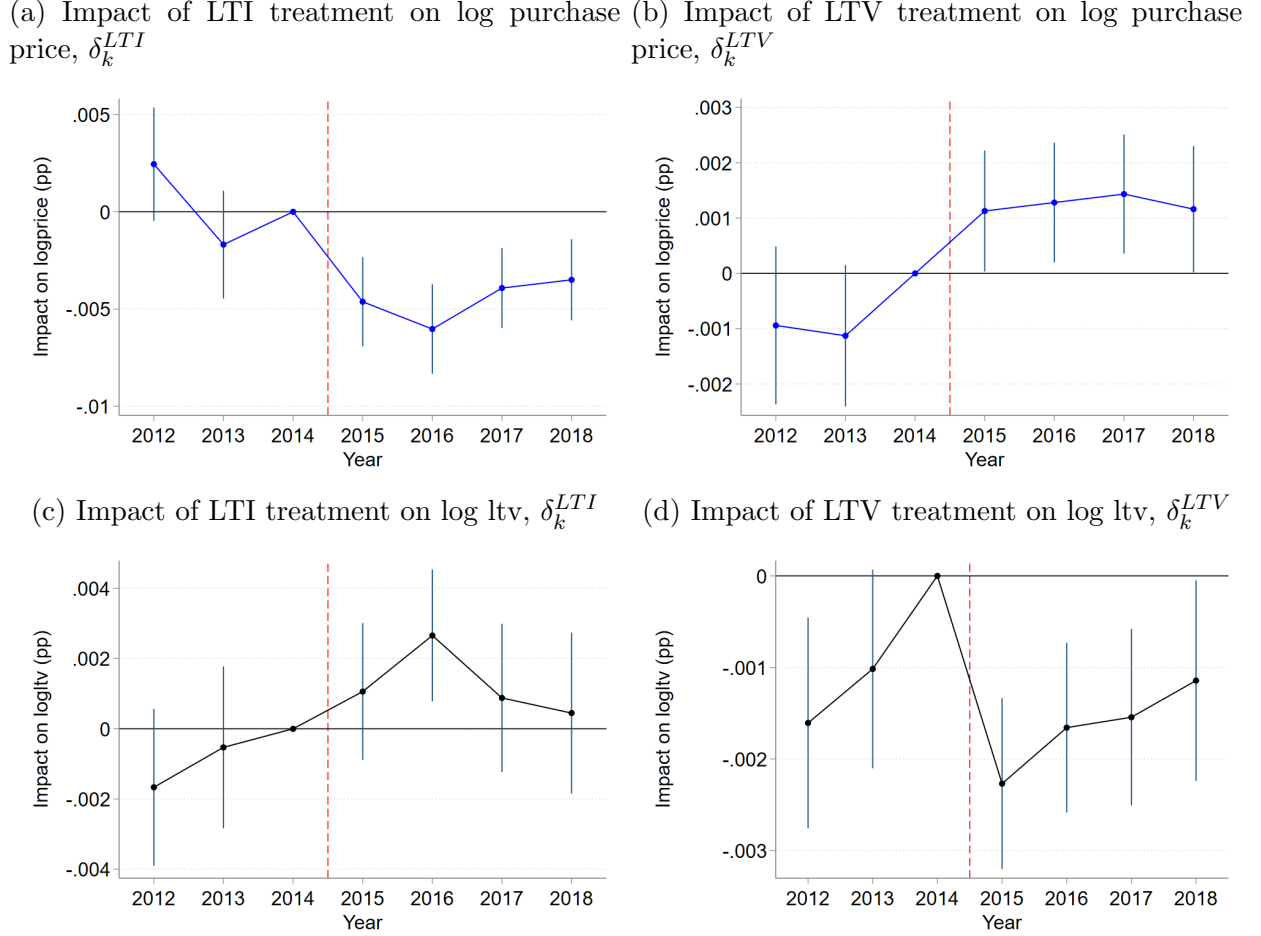 (a) Impact of LTI treatment on log purchase price, δ_k^{LTI}
.005
0
-.005
-.01
Impact on logprice (pp)
2012 2013 2014 2015 2016 2017 2018
Year
(b) Impact of LTV treatment on log purchase price, δ_k^{LTV}
.003
.002
.001
0
-.001
-.002
Impact on logprice (pp)
2012 2013 2014 2015 2016 2017 2018
Year
(c) Impact of LTI treatment on log ltv, δ_k^{LTI}
.004
.002
0
-.002
-.004
Impact on logltv (pp)
2012 2013 2014 2015 2016 2017 2018
Year
(d) Impact of LTV treatment on log ltv, δ_k^{LTV}
0
-.001
-.002
-.003
Impact on logltv (pp)
2012 2013 2014 2015 2016 2017 2018
Year